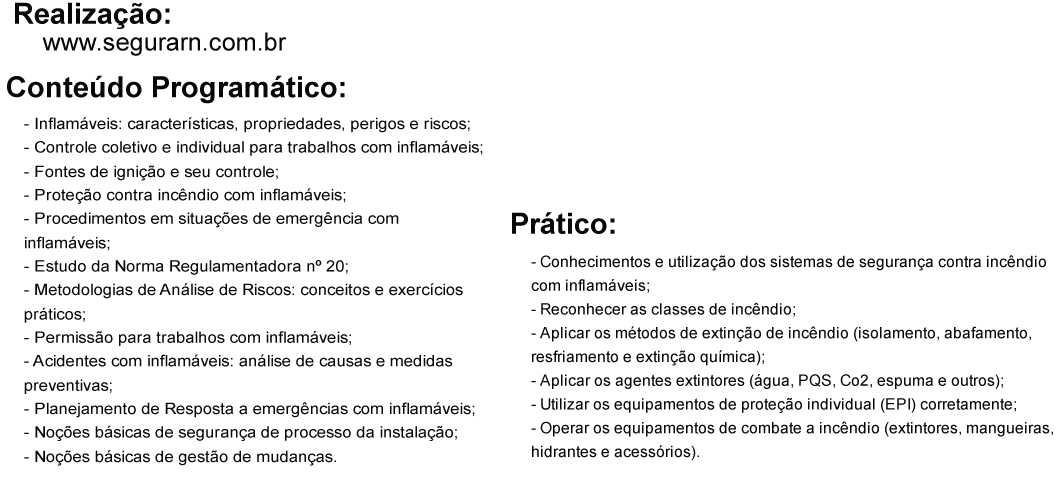 Realização:
www.segurarn.com.br
Conteúdo Programático:
- Inflamáveis: características, propriedades, perigos e riscos;
- Controle coletivo e individual para trabalhos com inflamáveis;
- Fontes de ignição e seu controle;
- Proteção contra incêndio com inflamáveis;
- Procedimentos em situações de emergência com
inflamáveis;
- Estudo da Norma Regulamentadora nº 20;
- Metodologias de Análise de Riscos: conceitos e exercícios
práticos;
- Permissão para trabalhos com inflamáveis;
- Acidentes com inflamáveis: análise de causas e medidas
preventivas;
- Planejamento de Resposta a emergências com inflamáveis;
- Noções básicas de segurança de processo da instalação;
- Noções básicas de gestão de mudanças.
Prático:
- Conhecimentos e utilização dos sistemas de segurança contra incêndio
com inflamáveis;
- Reconhecer as classes de incêndio;
- Aplicar os métodos de extinção de incêndio (isolamento, abafamento,
resfriamento e extinção química);
- Aplicar os agentes extintores (água, PQS, Co2, espuma e outros);
- Utilizar os equipamentos de proteção individual (EPI) corretamente;
- Operar os equipamentos de combate a incêndio (extintores, mangueiras,
hidrantes e acessórios).